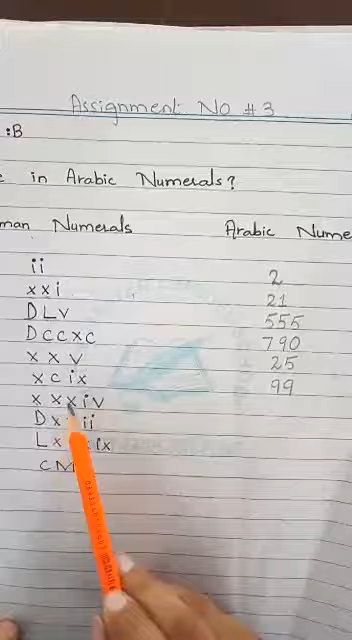 Assignment No # 3
:B
e in Arabic Numerals?
man Numerals Arabic Nume
ii 2
xxi 21
DLV 555
DCCXC 790
XXV 25
xcix 99
xxxiv
Dx ii
Lx ix
CM